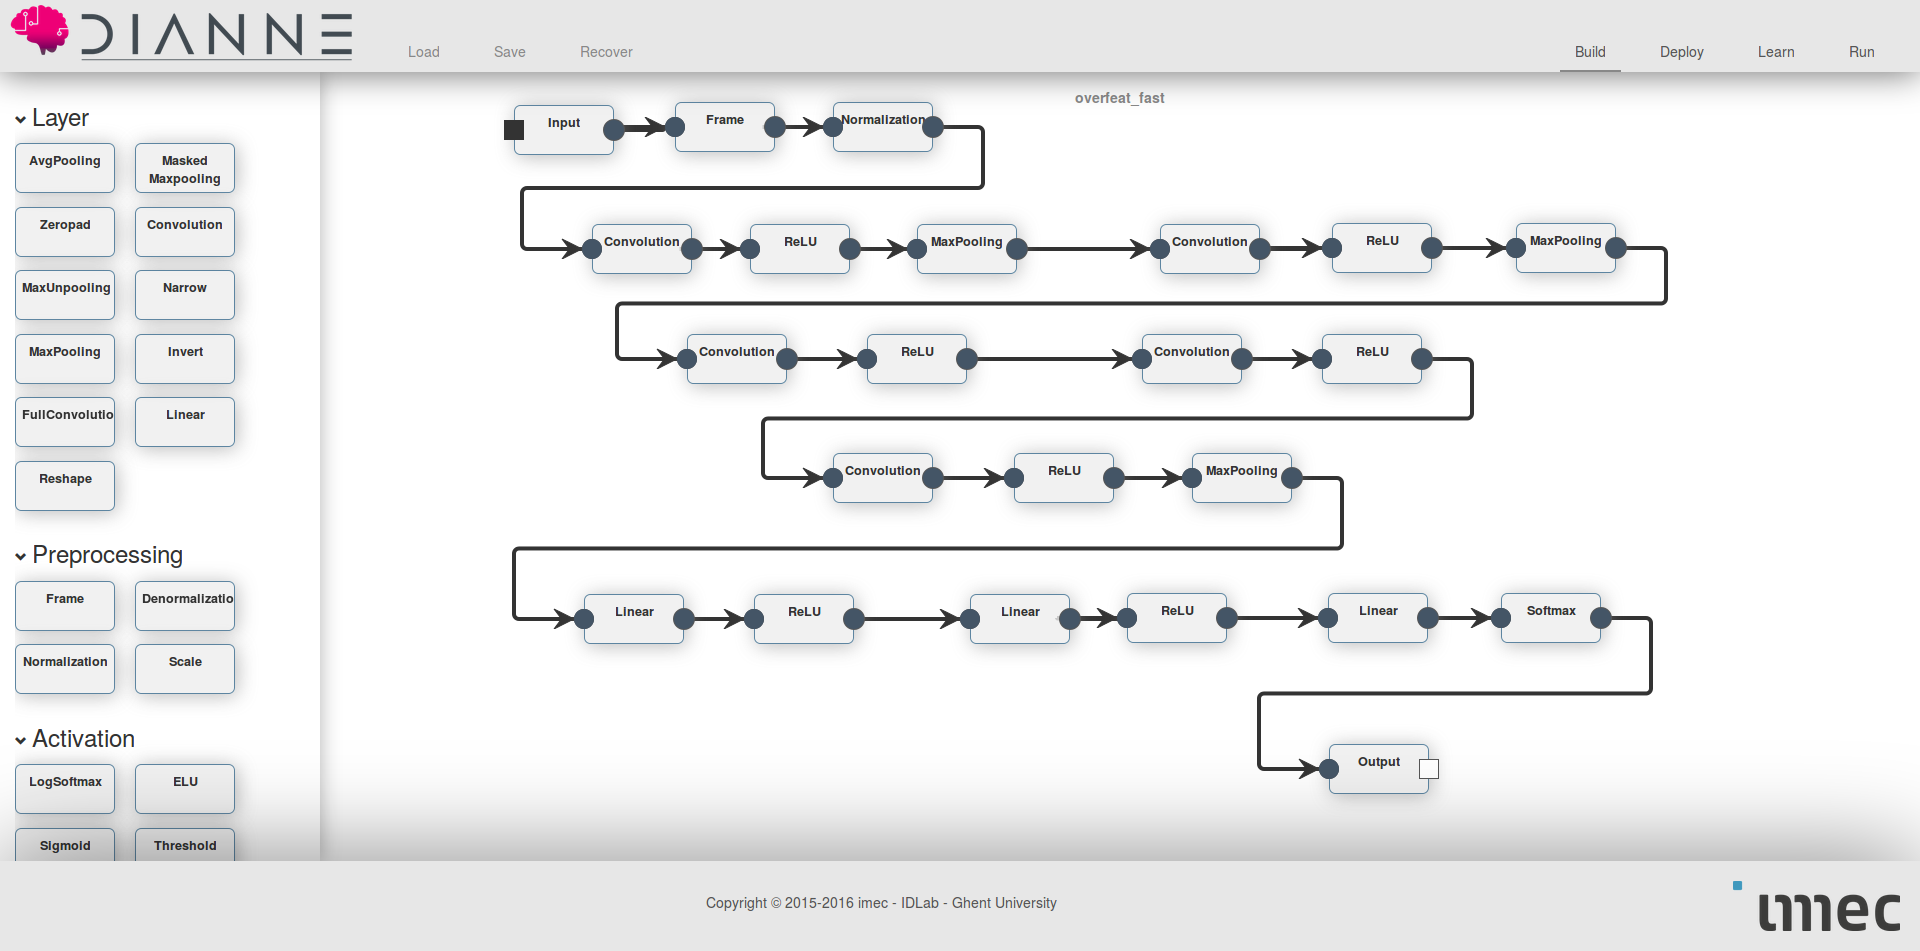 DIANNE
Load Save Recover
Build Deploy Learn Run
overfeat_fast
Layer
AvgPooling
Masked
Maxpooling
Zeropad
Convolution
MaxUnpooling
Narrow
MaxPooling
Invert
FullConvolutio
Linear
Reshape
Preprocessing
Frame
Denormalizatio
Normalization
Scale
Activation
LogSoftmax
ELU
Sigmoid
Threshold
Input
Frame
Normalization
Convolution
ReLU
MaxPooling
Convolution
ReLU
MaxPooling
Convolution
ReLU
Convolution
ReLU
Convolution
ReLU
MaxPooling
Linear
ReLU
Linear
ReLU
Linear
Softmax
Output
Copyright © 2015-2016 imec - IDLab - Ghent University
imec